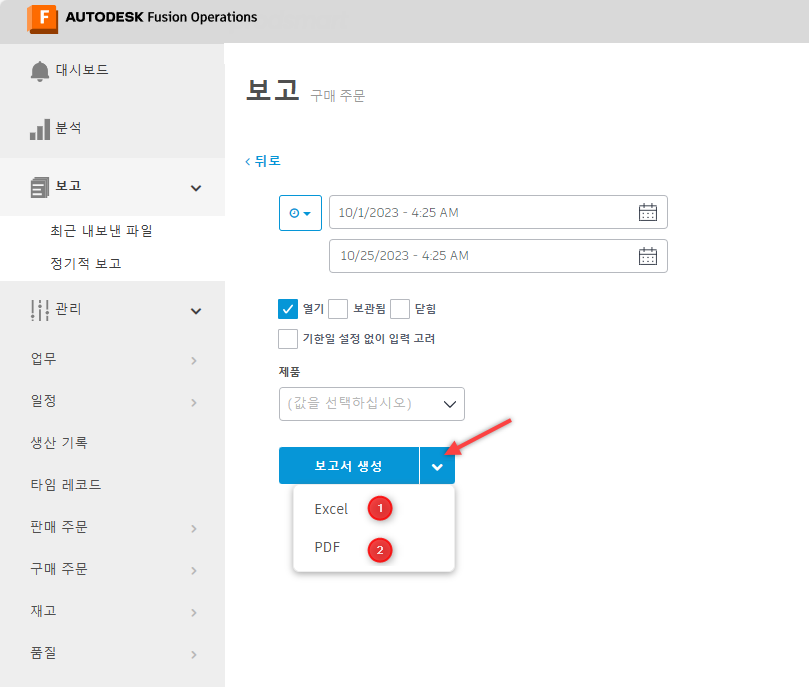 F AUTODESK Fusion Operations
대시보드
분석
보고
최근 내보낸 파일
정기적 보고
관리
업무
일정
생산 기록
타임 레코드
판매 주문
구매 주문
재고
품질
보고 구매 주문
뒤로
10/1/2023 - 4:25 AM
10/25/2023 - 4:25 AM
열기 보관됨 닫힘
기한일 설정 없이 입력 고려
제품
(값을 선택하십시오)
보고서 생성
Excel 1
PDF 2